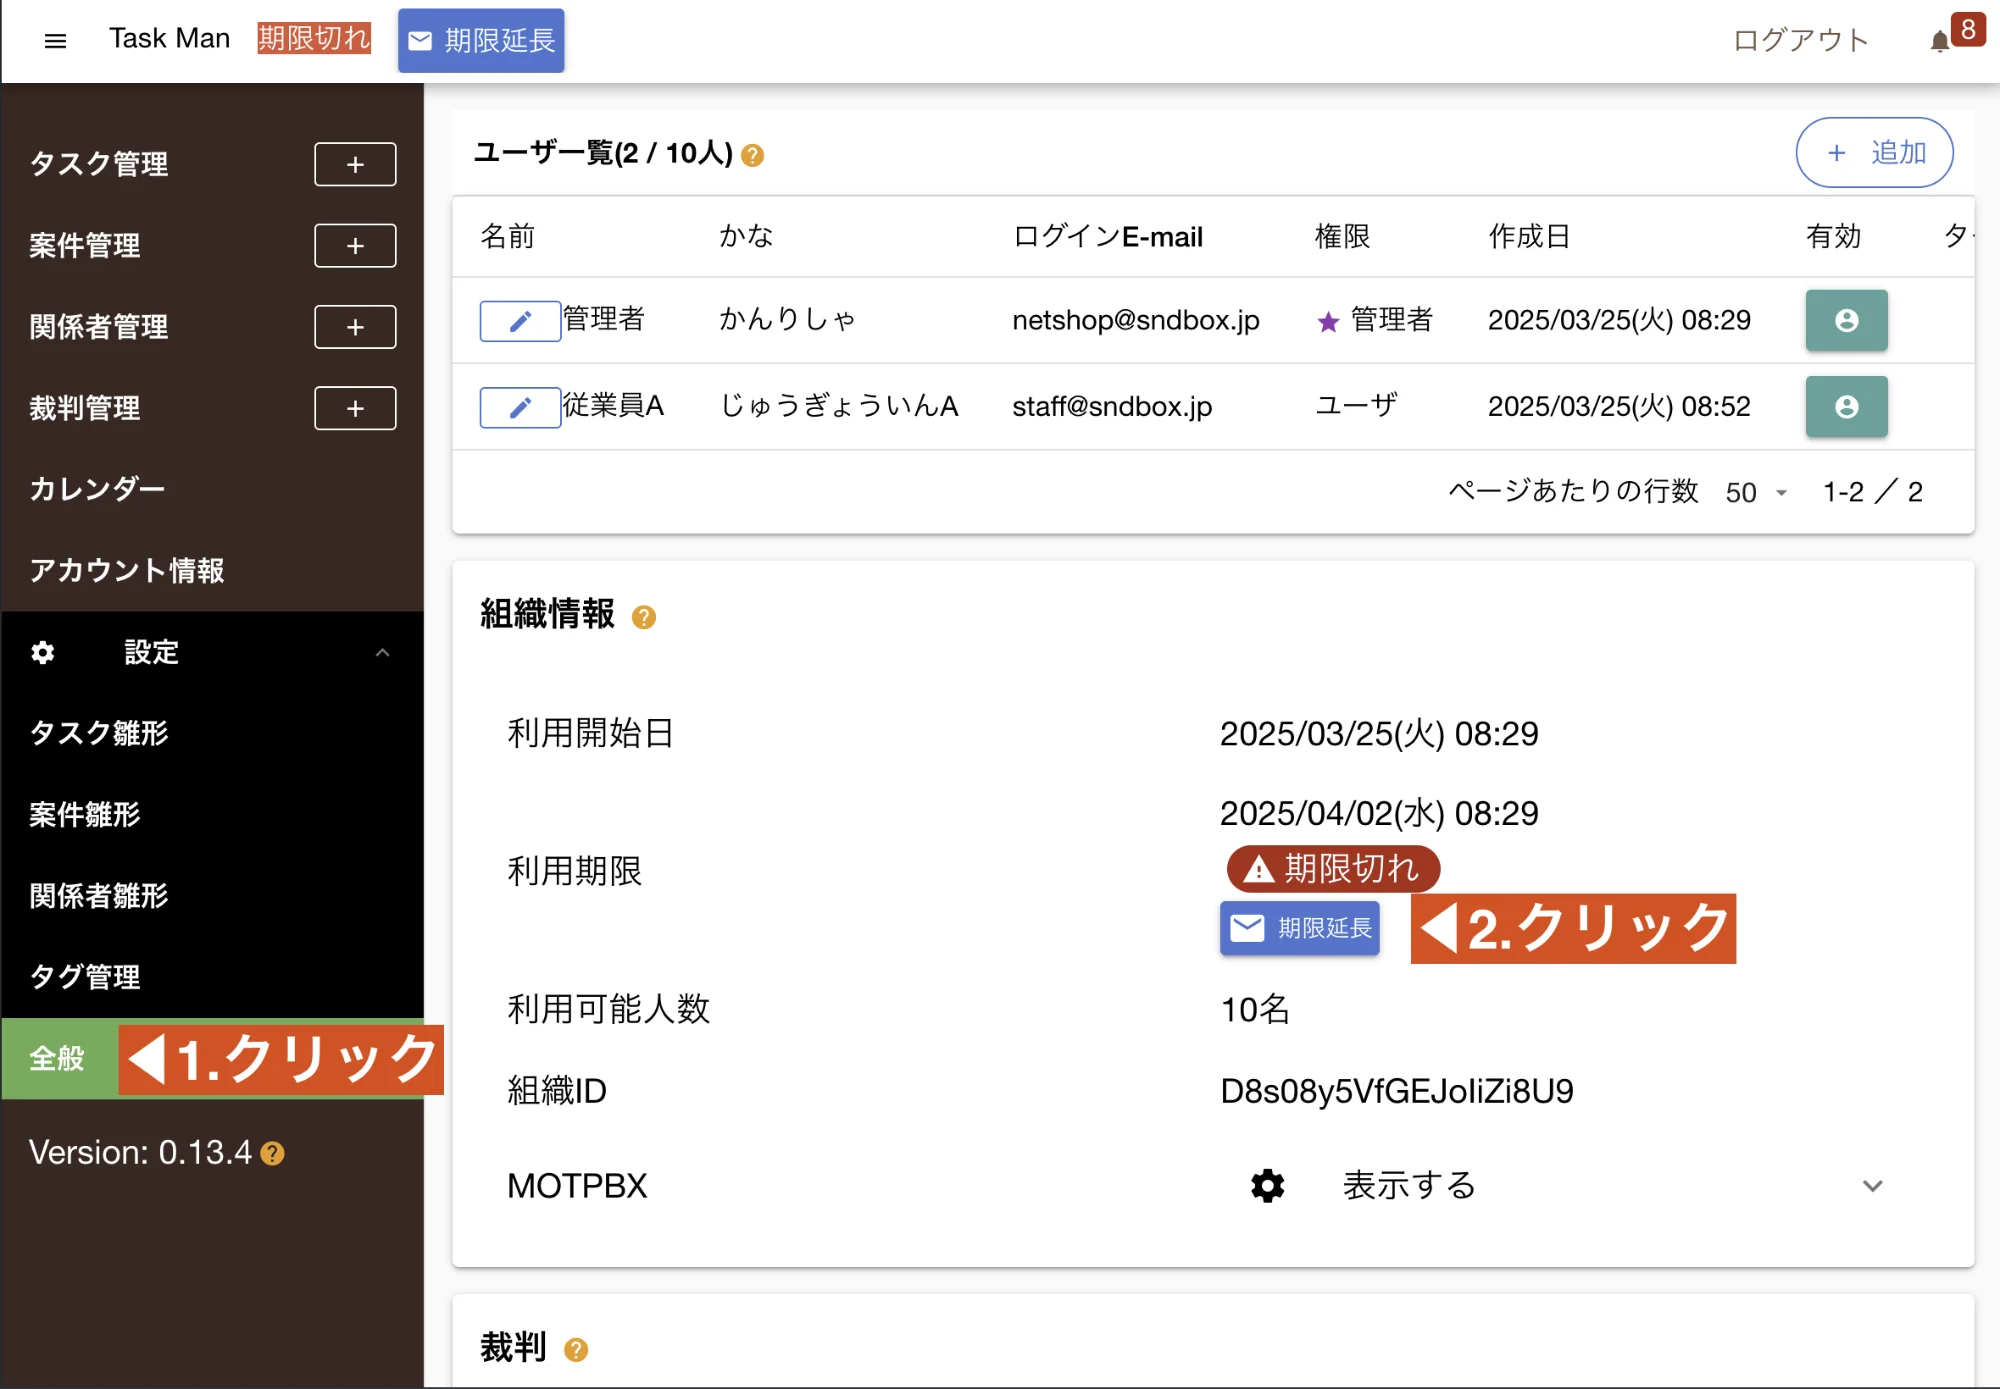 Task Man 期限切れ 期限延長 ログアウト 8
タスク管理 +
案件管理 +
関係者管理 +
裁判管理 +
カレンダー
アカウント情報
設定
タスク雛形
案件雛形
関係者雛形
タグ管理
全般 ◀1.クリック
Version: 0.13.4 ?
ユーザ一覧(2 / 10人) ? + 追加
名前 かな ログインE-mail 権限 作成日 有効 タ
管理者 かんりしゃ netshop@sndbox.jp ★ 管理者 2025/03/25(火) 08:29
従業員A じゅうぎょういんA staff@sndbox.jp ユーザ 2025/03/25(火) 08:52
ページあたりの行数 50 1-2 ／ 2
組織情報 ?
利用開始日 2025/03/25(火) 08:29
利用期限 2025/04/02(水) 08:29
期限切れ
期限延長 ◀2.クリック
利用可能人数 10名
組織ID D8s08y5VfGEJoIiZi8U9
MOTPBX 表示する
裁判 ?